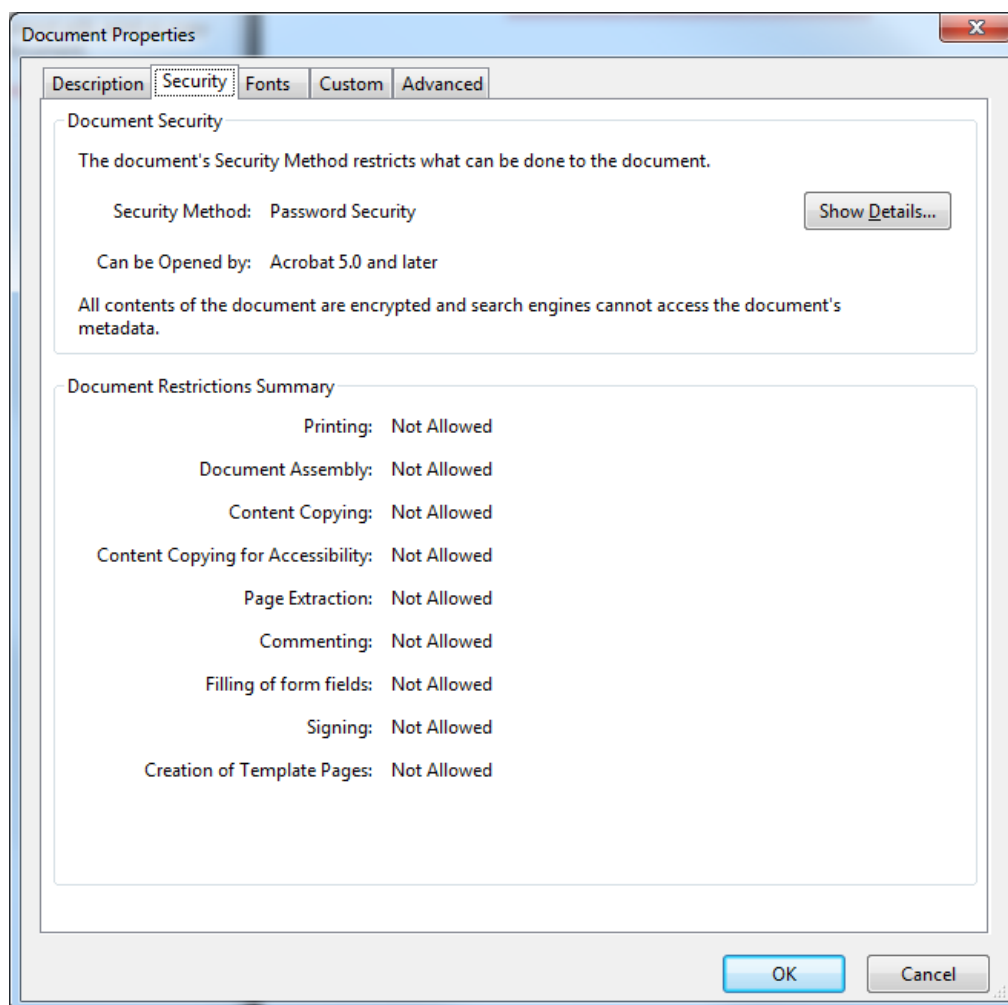 Document Properties
Description Security Fonts Custom Advanced
Document Security
The document's Security Method restricts what can be done to the document.
Security Method: Password Security
Show Details...
Can be Opened by: Acrobat 5.0 and later
All contents of the document are encrypted and search engines cannot access the document's
metadata.
Document Restrictions Summary
Printing: Not Allowed
Document Assembly: Not Allowed
Content Copying: Not Allowed
Content Copying for Accessibility: Not Allowed
Page Extraction: Not Allowed
Commenting: Not Allowed
Filling of form fields: Not Allowed
Signing: Not Allowed
Creation of Template Pages: Not Allowed
OK Cancel